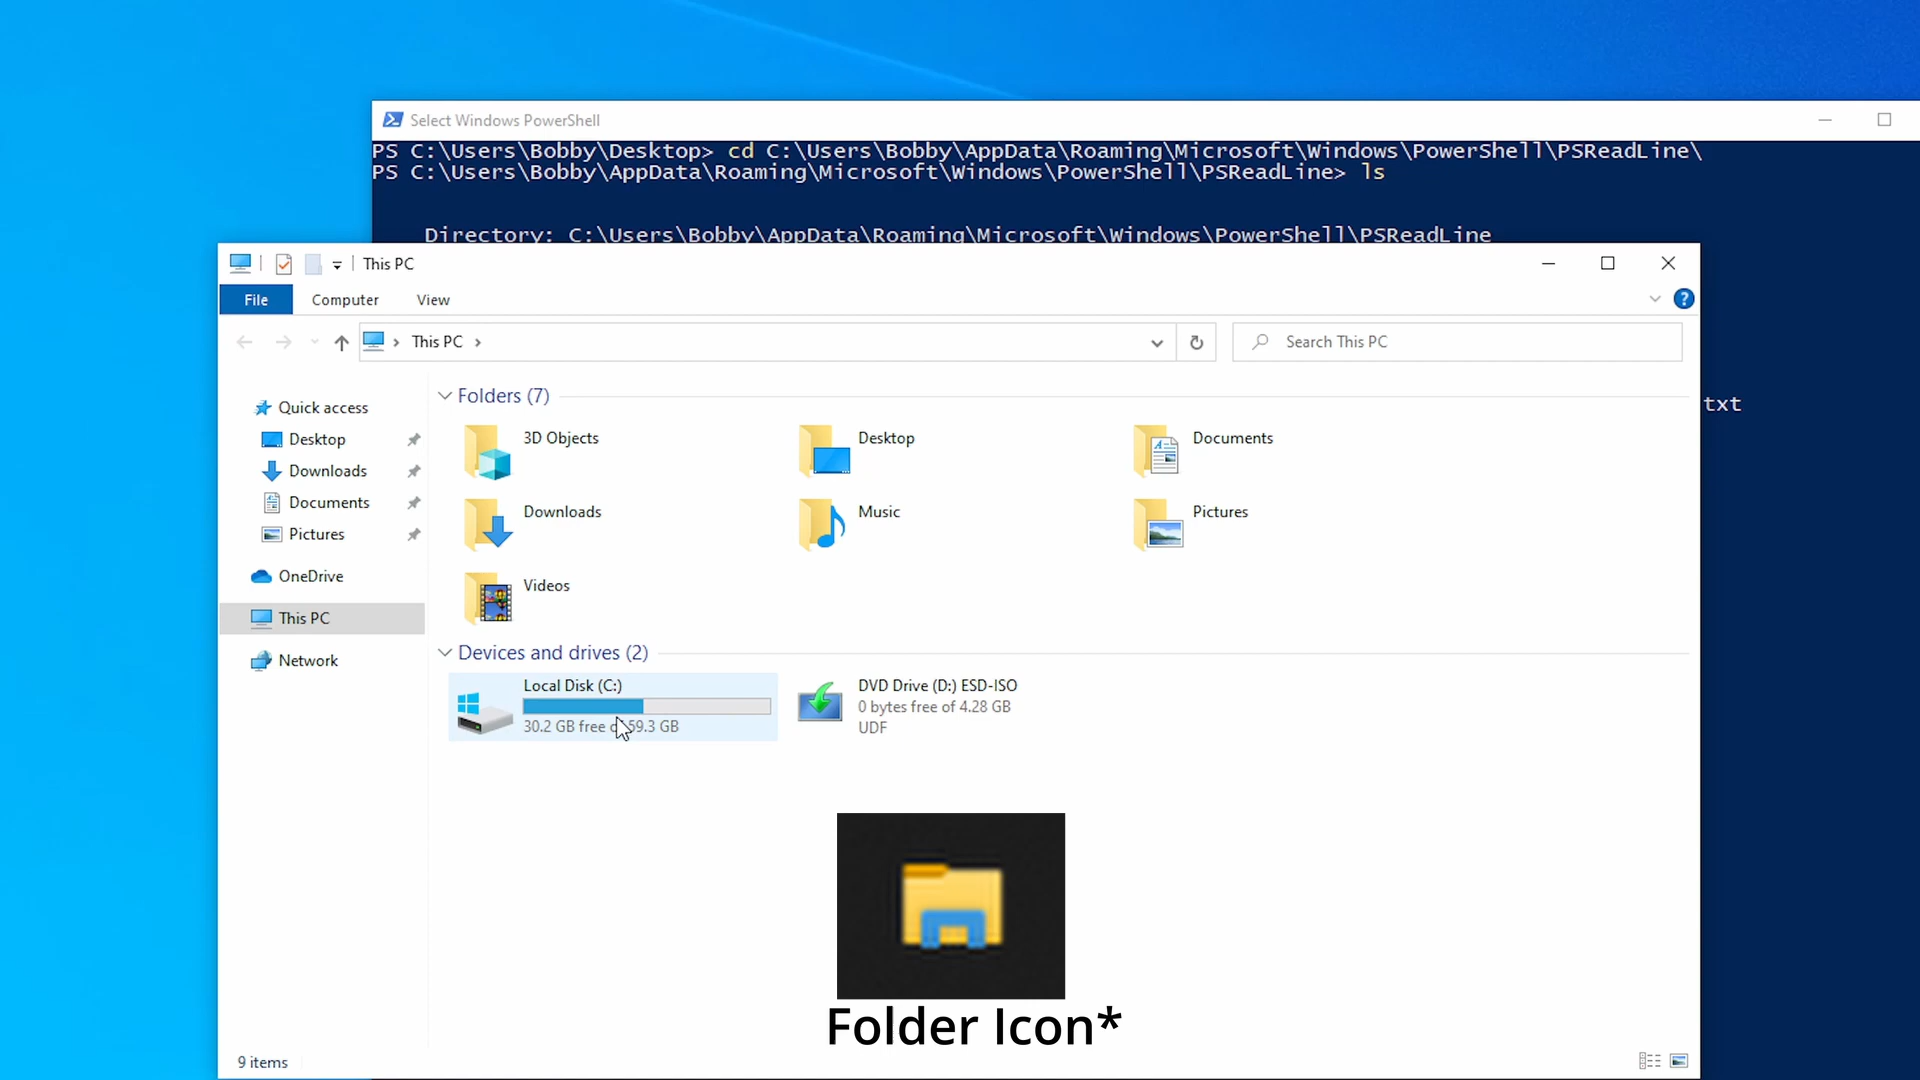 Select Windows PowerShell
PS C:\Users\Bobby\Desktop> cd C:\Users\Bobby\AppData\Roaming\Microsoft\Windows\PowerShell\PSReadLine\
PS C:\Users\Bobby\AppData\Roaming\Microsoft\Windows\PowerShell\PSReadLine> ls
Directory: C:\Users\Bobby\AppData\Roaming\Microsoft\Windows\PowerShell\PSReadLine
This PC
File Computer View
This PC
Search This PC
Quick access
Desktop
Downloads
Documents
Pictures
OneDrive
This PC
Network
Folders (7)
3D Objects
Desktop
Documents
Downloads
Music
Pictures
Videos
Devices and drives (2)
Local Disk (C:)
30.2 GB free of 59.3 GB
DVD Drive (D:) ESD-ISO
0 bytes free of 4.28 GB
UDF
txt
Folder Icon*
9 items